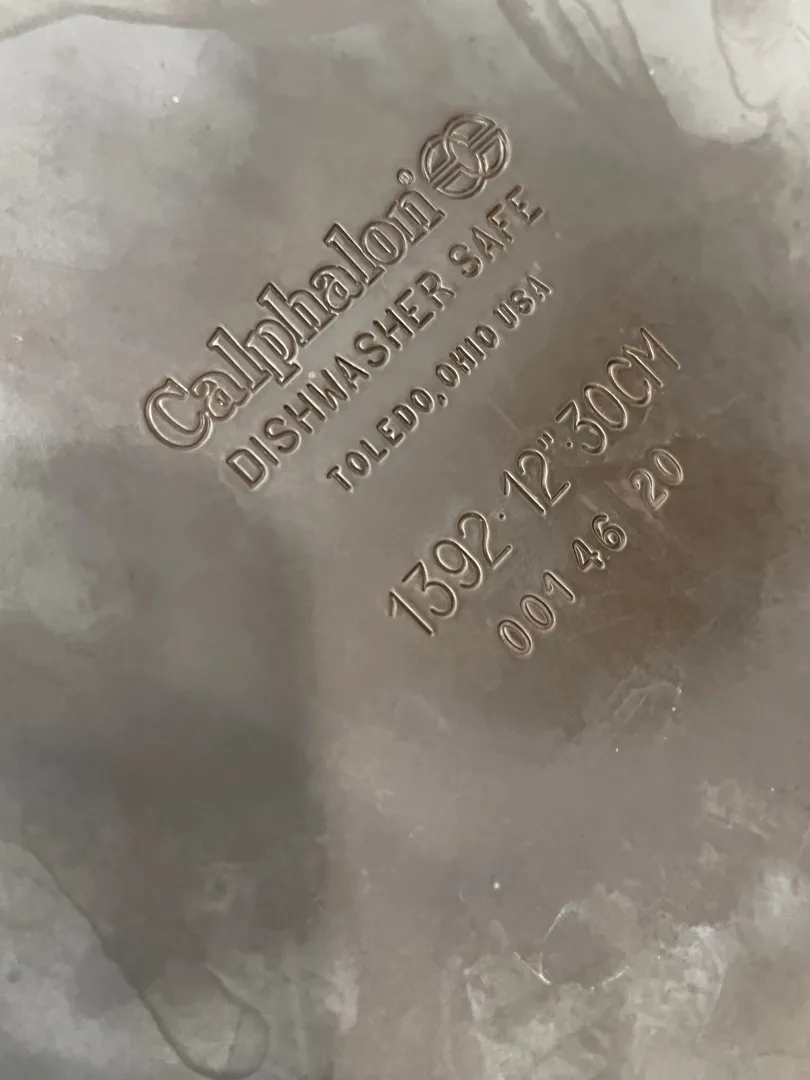 Calphalon®
DISHWASHER SAFE
TOLEDO, OHIO USA
1392·12"·30CM
001 46 20